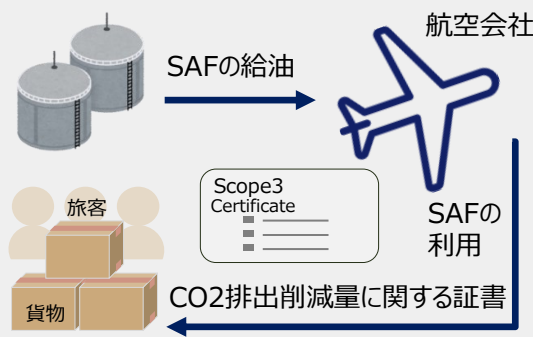 航空会社
SAFの給油
Scope3
Certificate
旅客
SAFの
利用
CO2排出削減量に関する証書
貨物